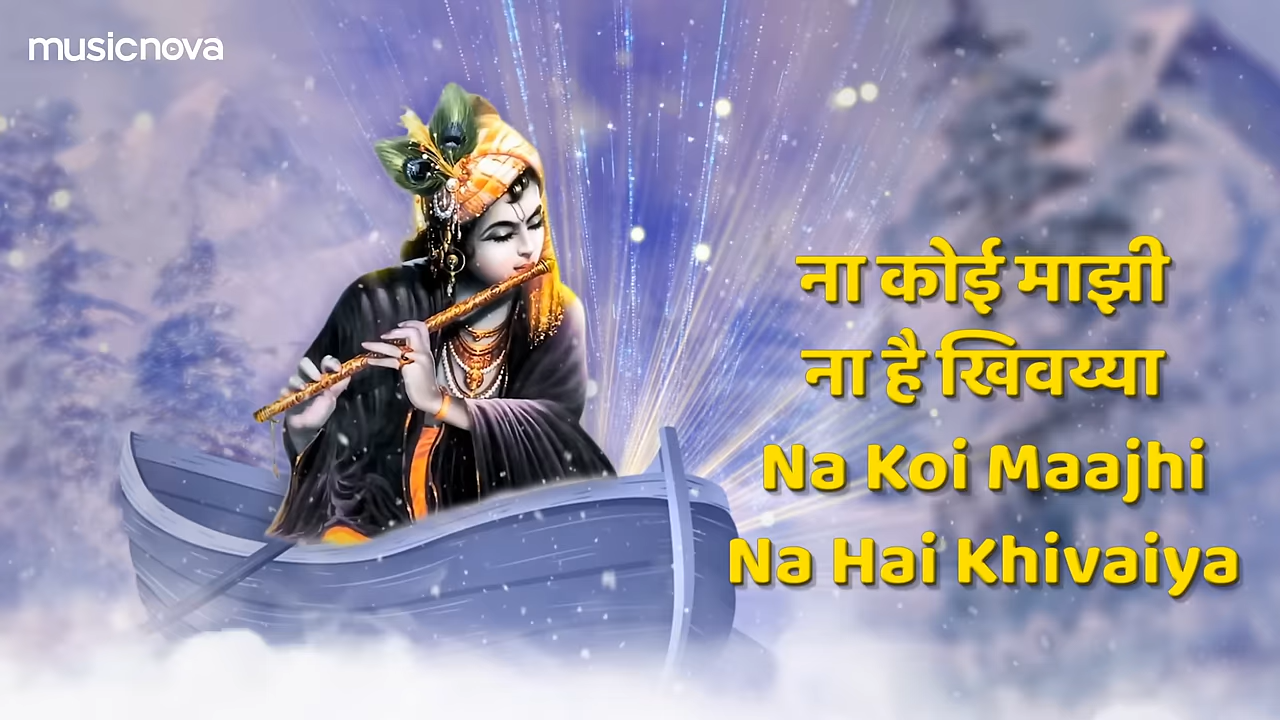 musicnova
ना कोई माझी
ना है खिवय्या
Na Koi Maajhi
Na Hai Khivaiya